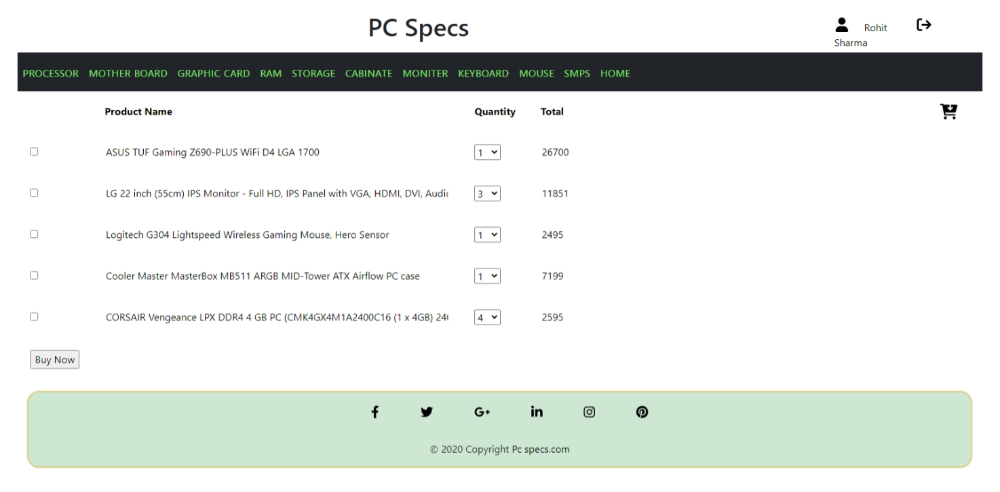 PC Specs
Rohit
Sharma
PROCESSOR MOTHER BOARD GRAPHIC CARD RAM STORAGE CABINATE MONITER KEYBOARD MOUSE SMPS HOME
Product Name Quantity Total
ASUS TUF Gaming Z690-PLUS WiFi D4 LGA 1700 1 26700
LG 22 inch (55cm) IPS Monitor - Full HD, IPS Panel with VGA, HDMI, DVI, Audio 3 11851
Logitech G304 Lightspeed Wireless Gaming Mouse, Hero Sensor 1 2495
Cooler Master MasterBox MB511 ARGB MID-Tower ATX Airflow PC case 1 7199
CORSAIR Vengeance LPX DDR4 4 GB PC (CMK4GX4M1A2400C16 (1 x 4GB) 4 2595
Buy Now
© 2020 Copyright Pc specs.com